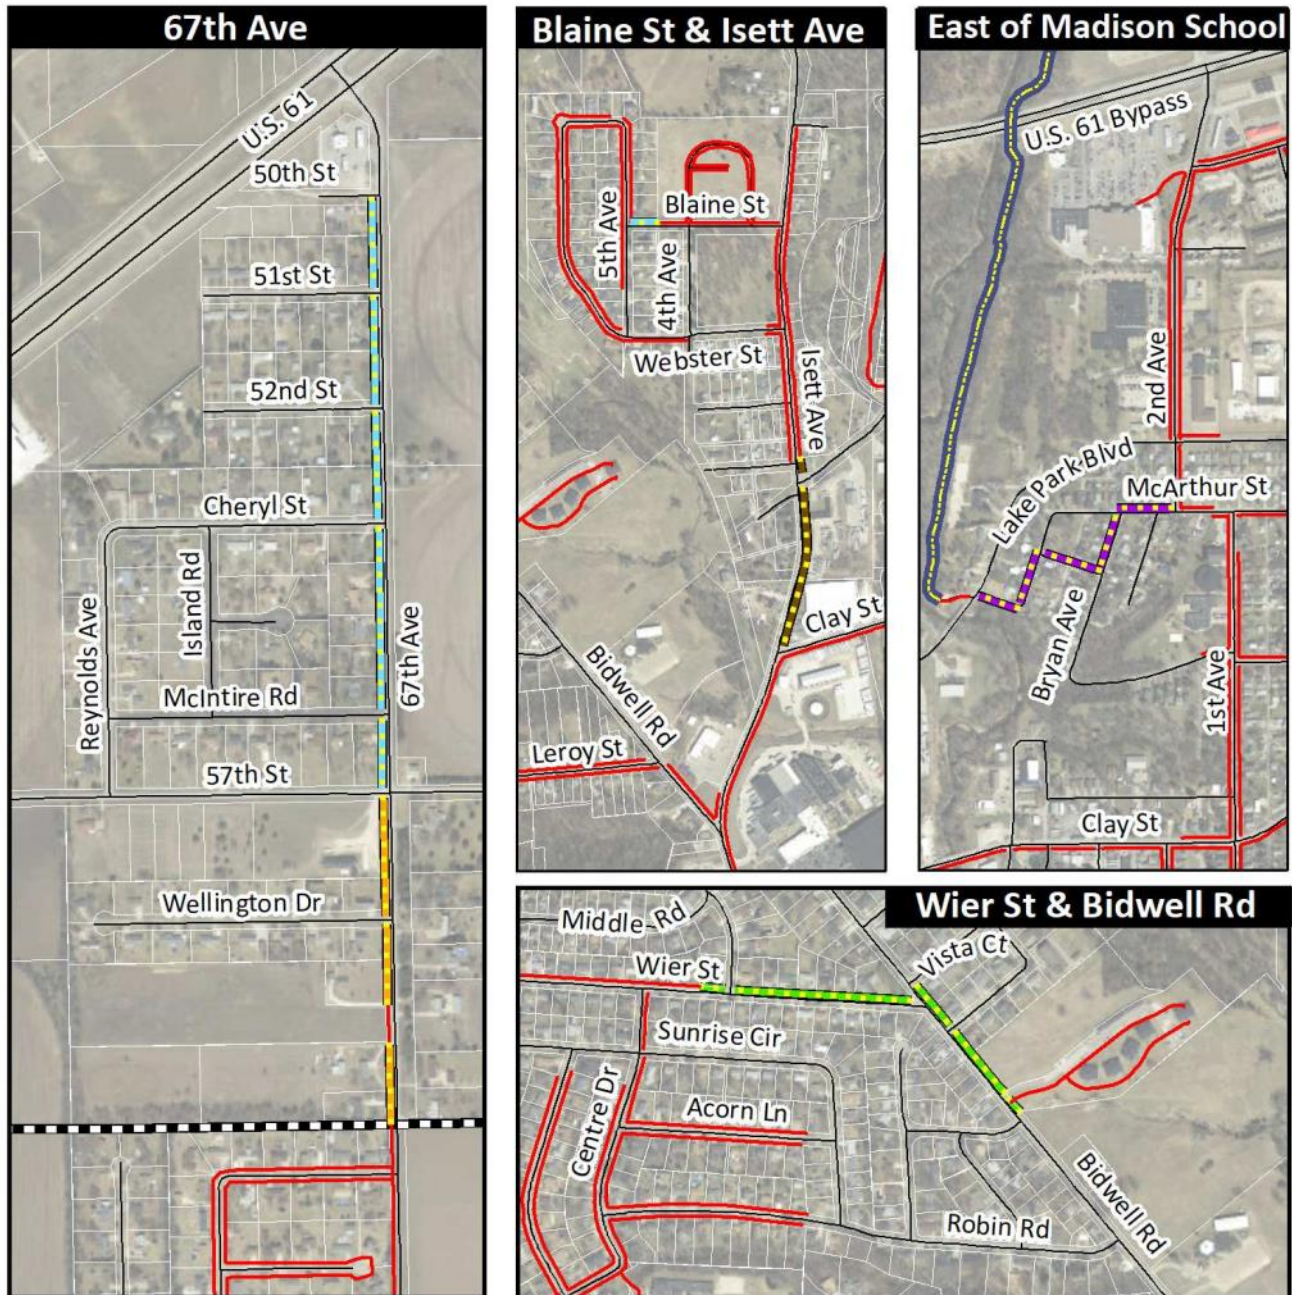 67th Ave
U.S. 61
50th St
51st St
52nd St
Cheryl St
Island Rd
Reynolds Ave
67th Ave
McIntire Rd
57th St
Wellington Dr
Blaine St & Isett Ave
Blaine St
5th Ave
4th Ave
Webster St
Isett Ave
Clay St
Bidwell Rd
Leroy St
East of Madison School
U.S. 61 Bypass
2nd Ave
Lake Park Blvd
McArthur St
Bryan Ave
1st Ave
Clay St
Wier St & Bidwell Rd
Middle Rd
Vista Ct
Wier St
Sunrise Cir
Centre Dr
Acorn Ln
Bidwell Rd
Robin Rd